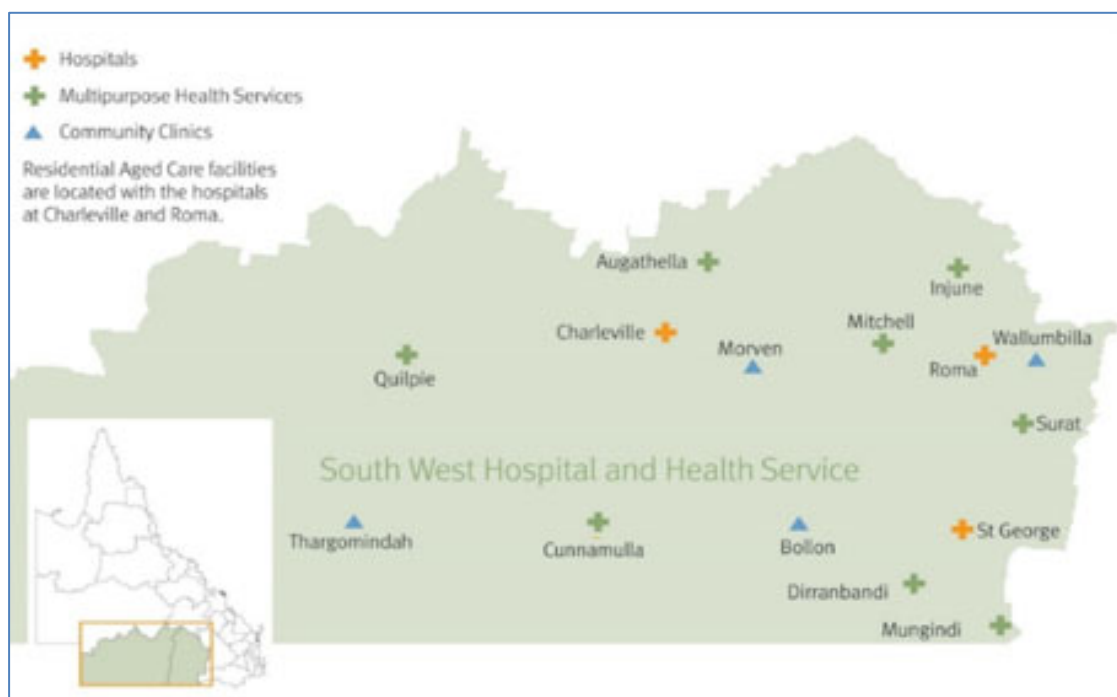 Hospitals
Multipurpose Health Services
Community Clinics
Residential Aged Care facilities
are located with the hospitals
at Charleville and Roma.
Augathella
Injune
Charleville
Mitchell
Morven
Wallumbilla
Quilpie
Roma
Surat
South West Hospital and Health Service
Thargomindah
Cunnamulla
Bollon
St George
Dirranbandi
Mungindi